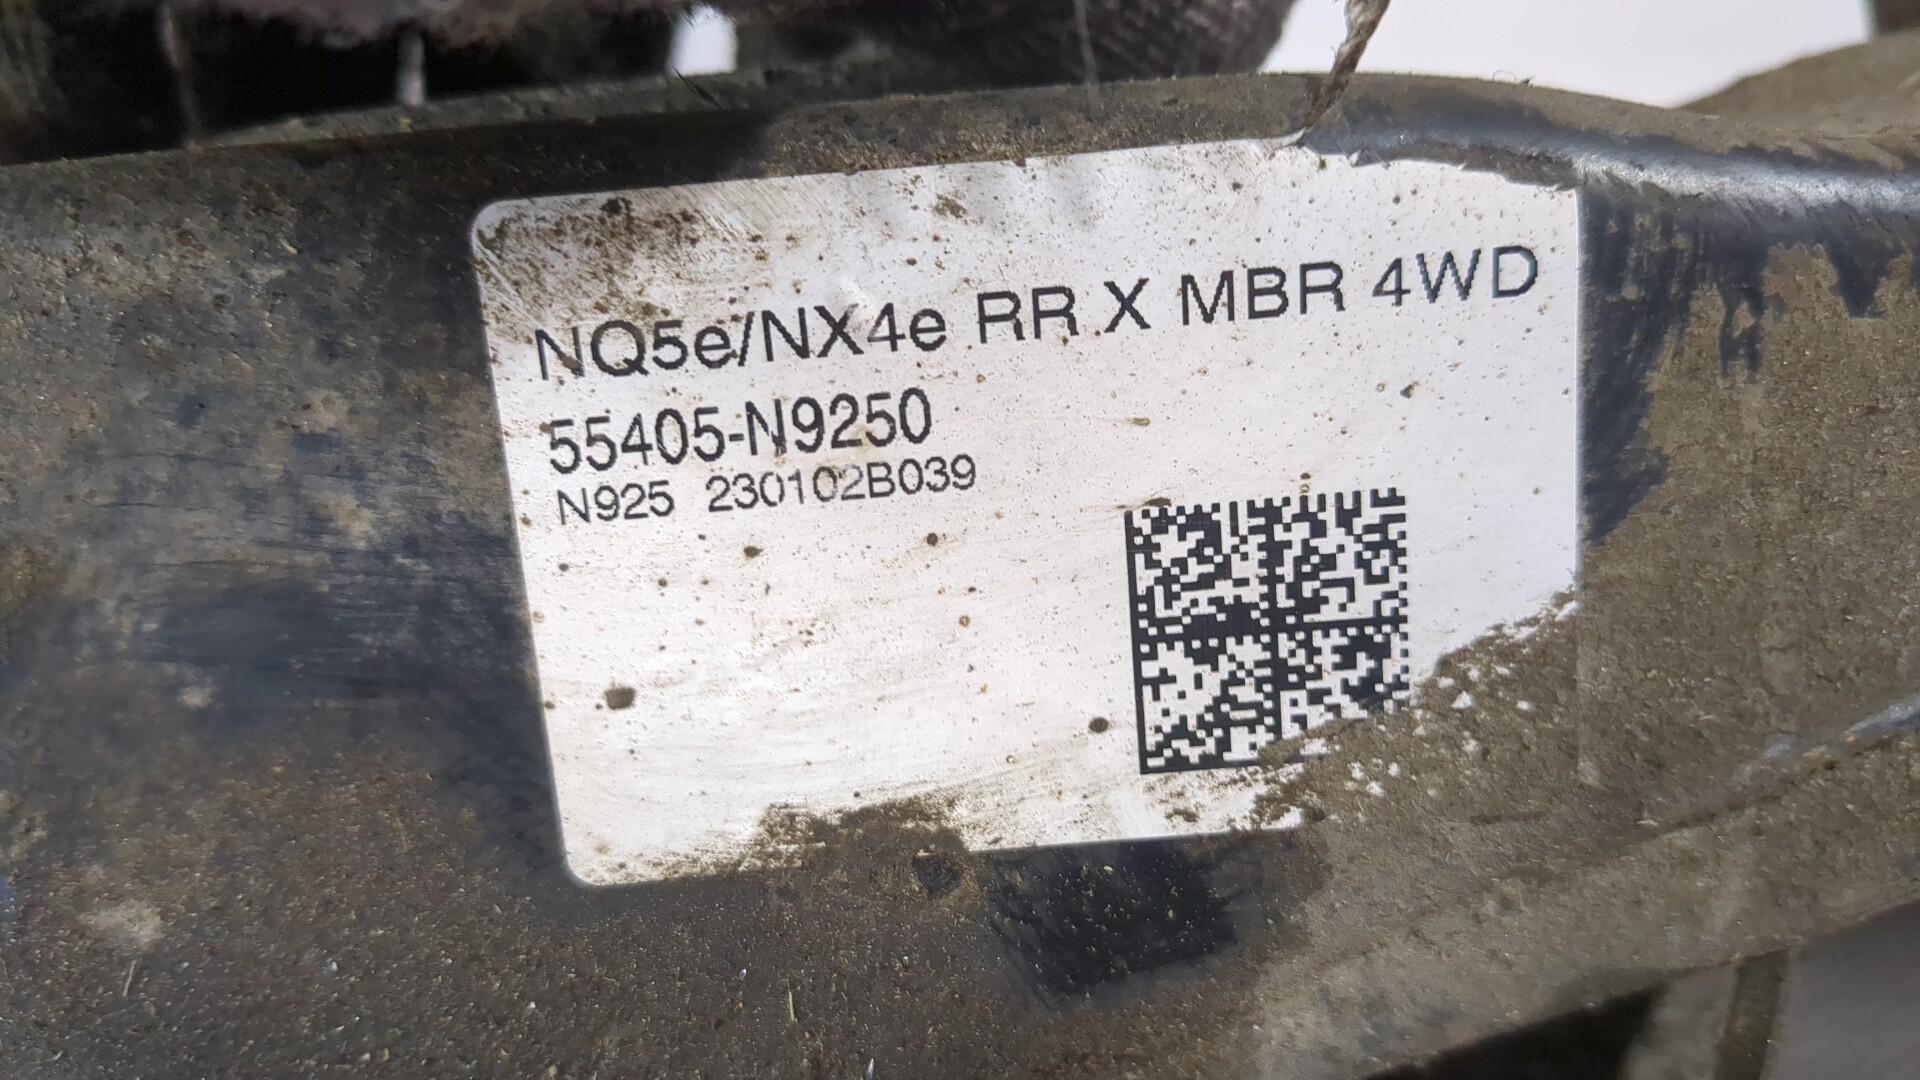 NQ5e/NX4e RR X MBR 4WD
55405-N9250
N925 230102B039